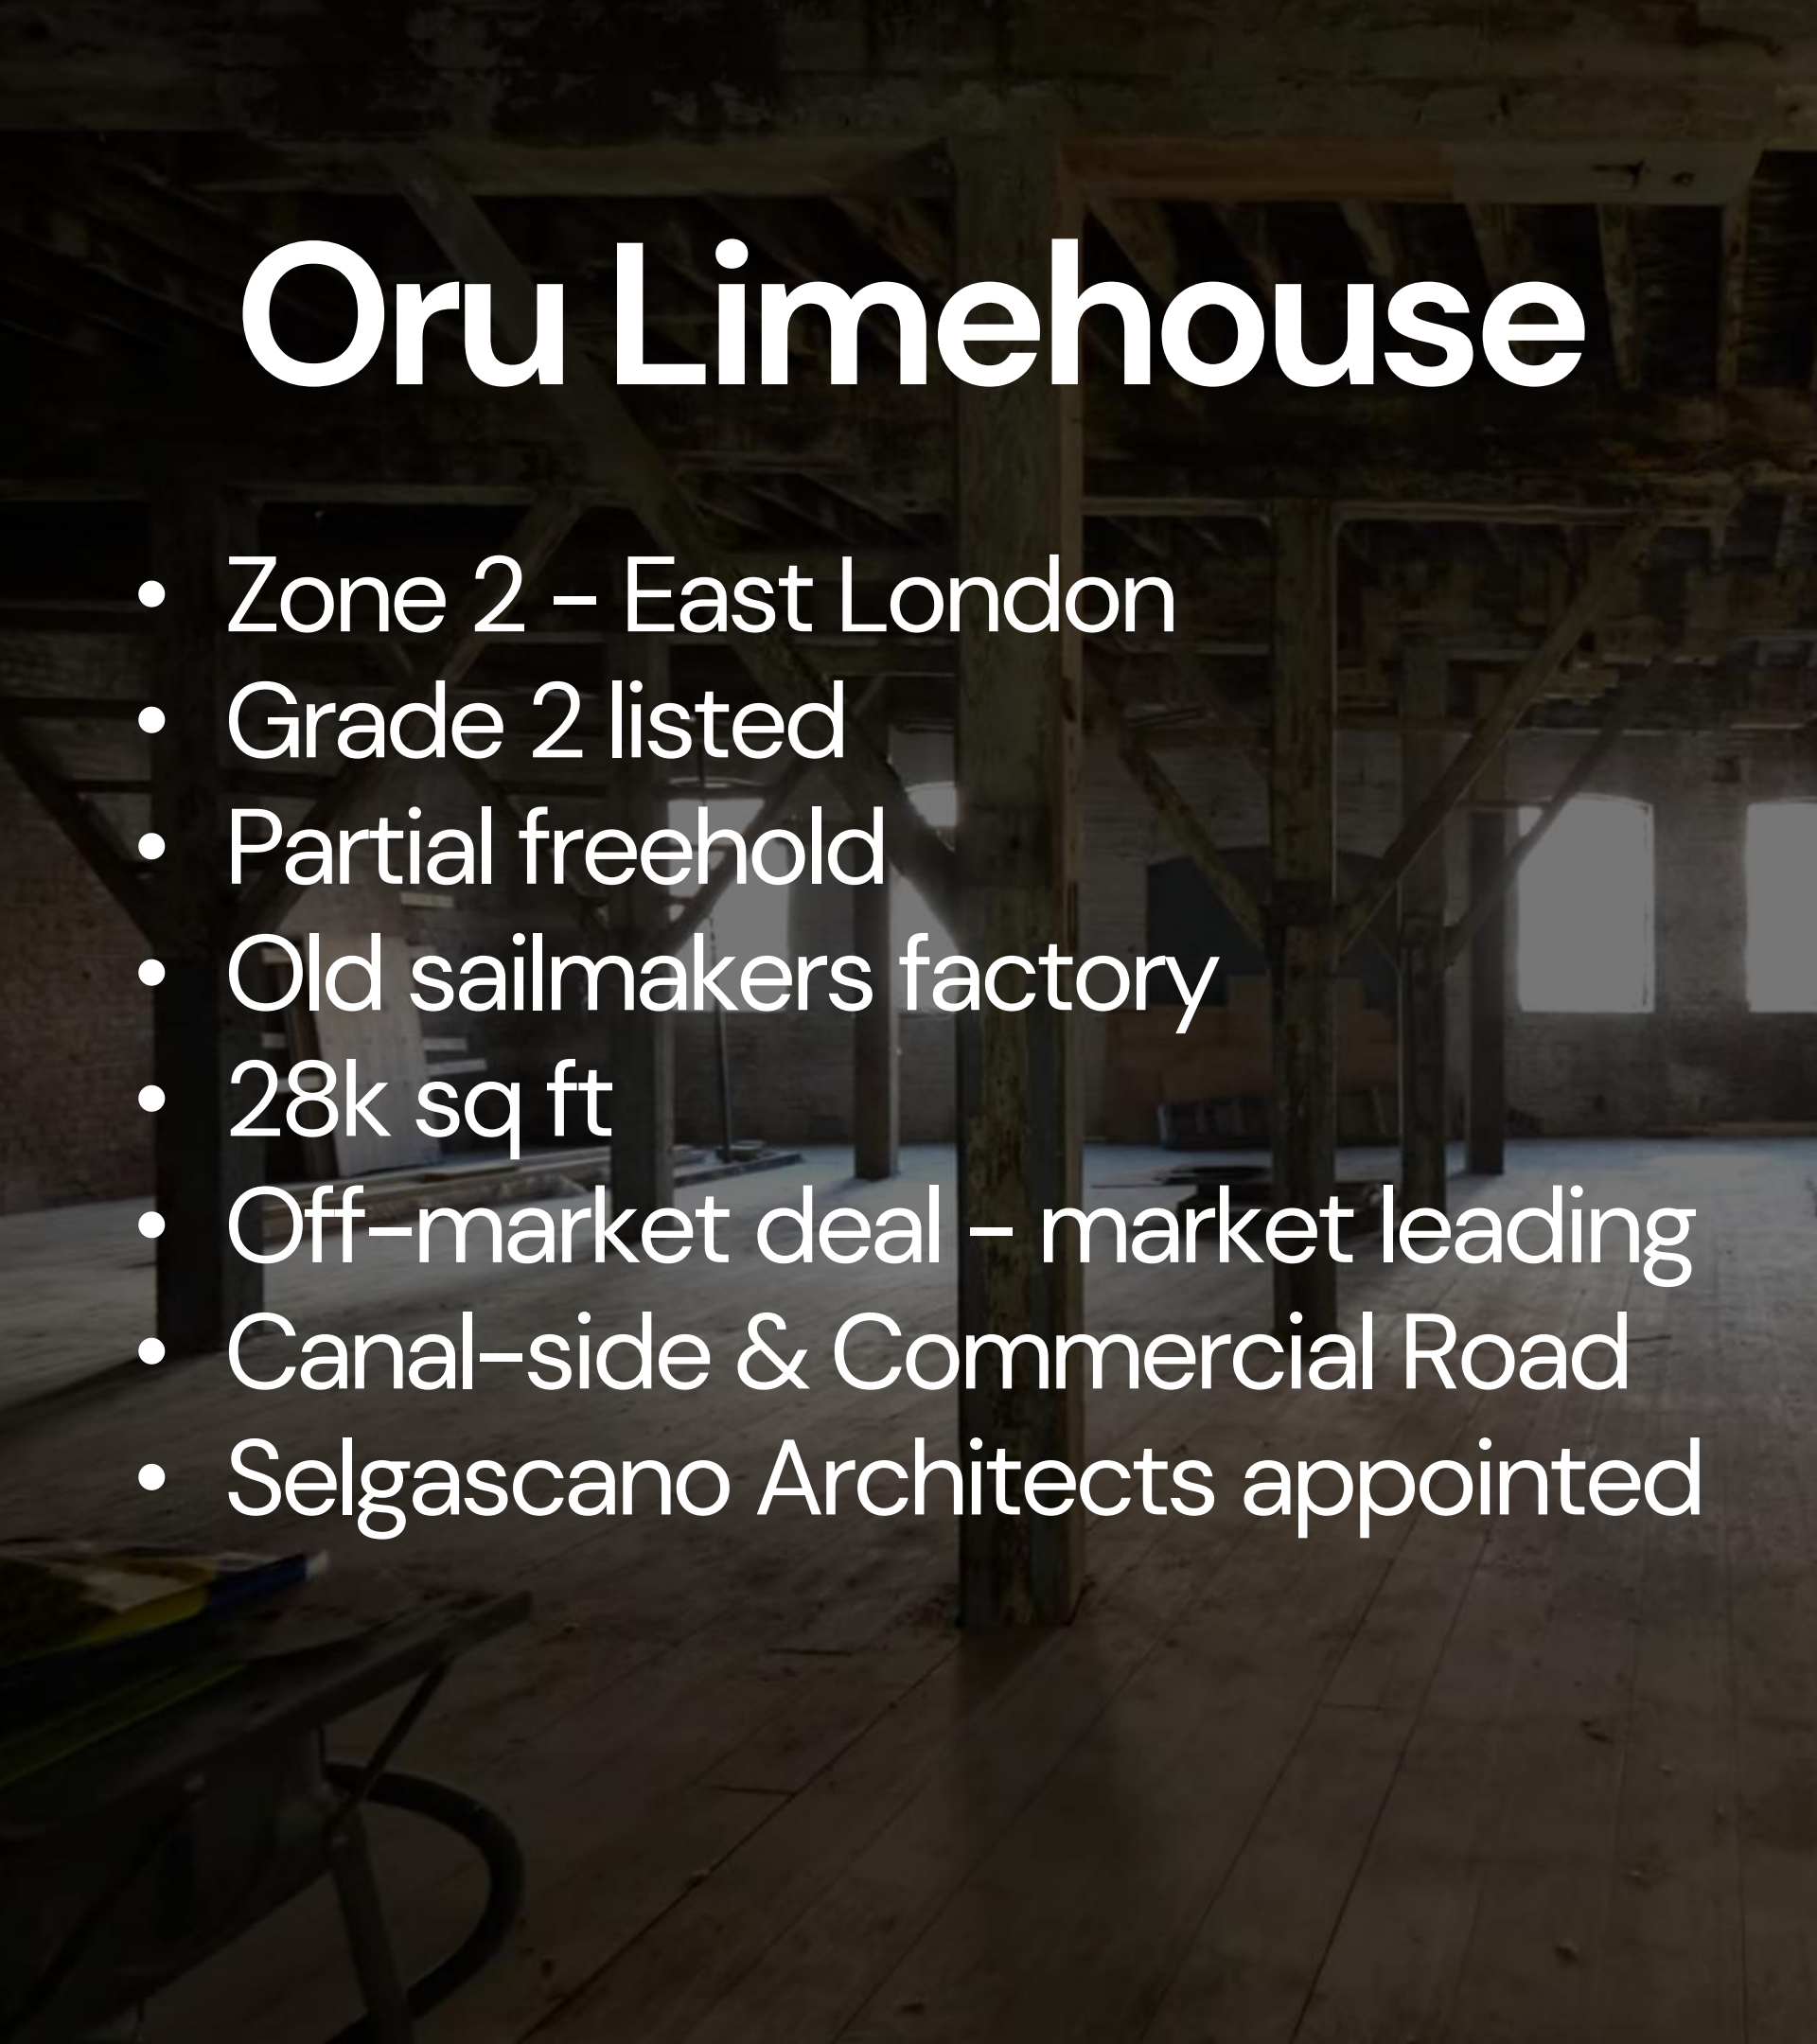 Oru Limehouse
• Zone 2 - East London
• Grade 2 listed
• Partial freehold
• Old sailmakers factory
• 28k sq ft
• Off-market deal - market leading
• Canal-side & Commercial Road
• Selgascano Architects appointed